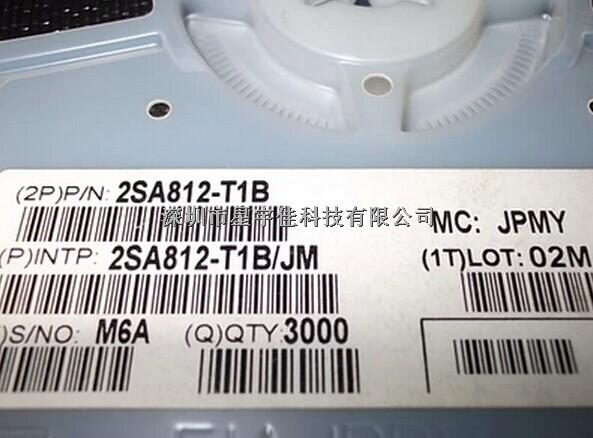 (2P)P/N: 2SA812-T1B
深圳市星宇佳科技有限公司
MC: JPMY
(P)INTP: 2SA812-T1B/JM
(1T)LOT: 02M
)S/NO: M6A
(Q)QTY: 3000